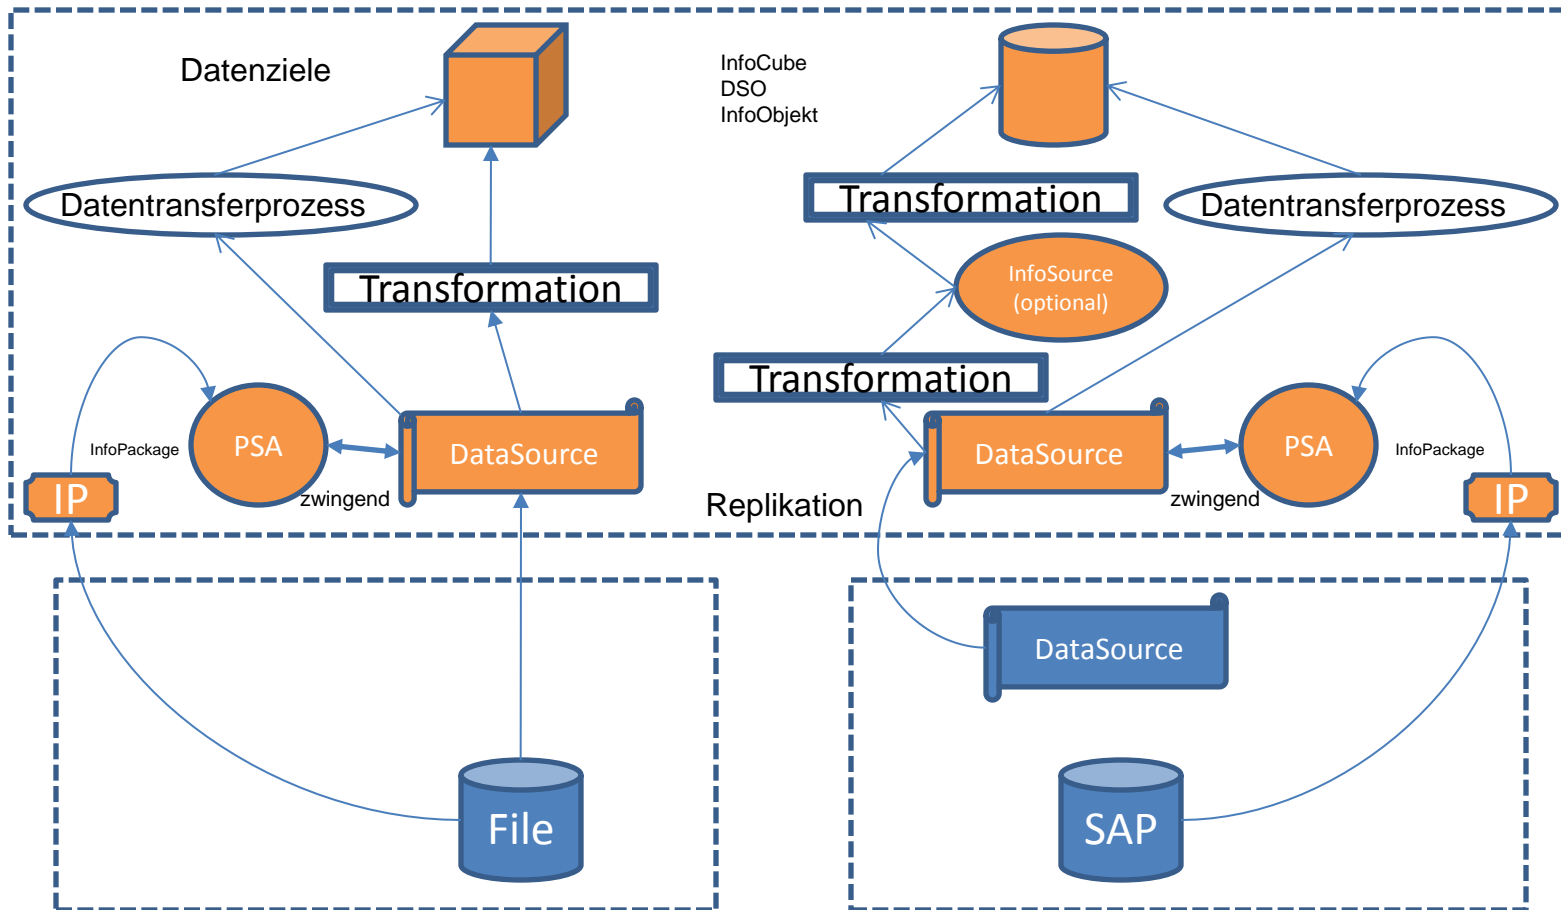 Datenziele
InfoCube
DSO
InfoObjekt
Datentransferprozess
Transformation
Datentransferprozess
Transformation
InfoSource
(optional)
Transformation
InfoPackage
PSA
DataSource
DataSource
PSA
InfoPackage
IP
zwingend
Replikation
zwingend
IP
DataSource
File
SAP